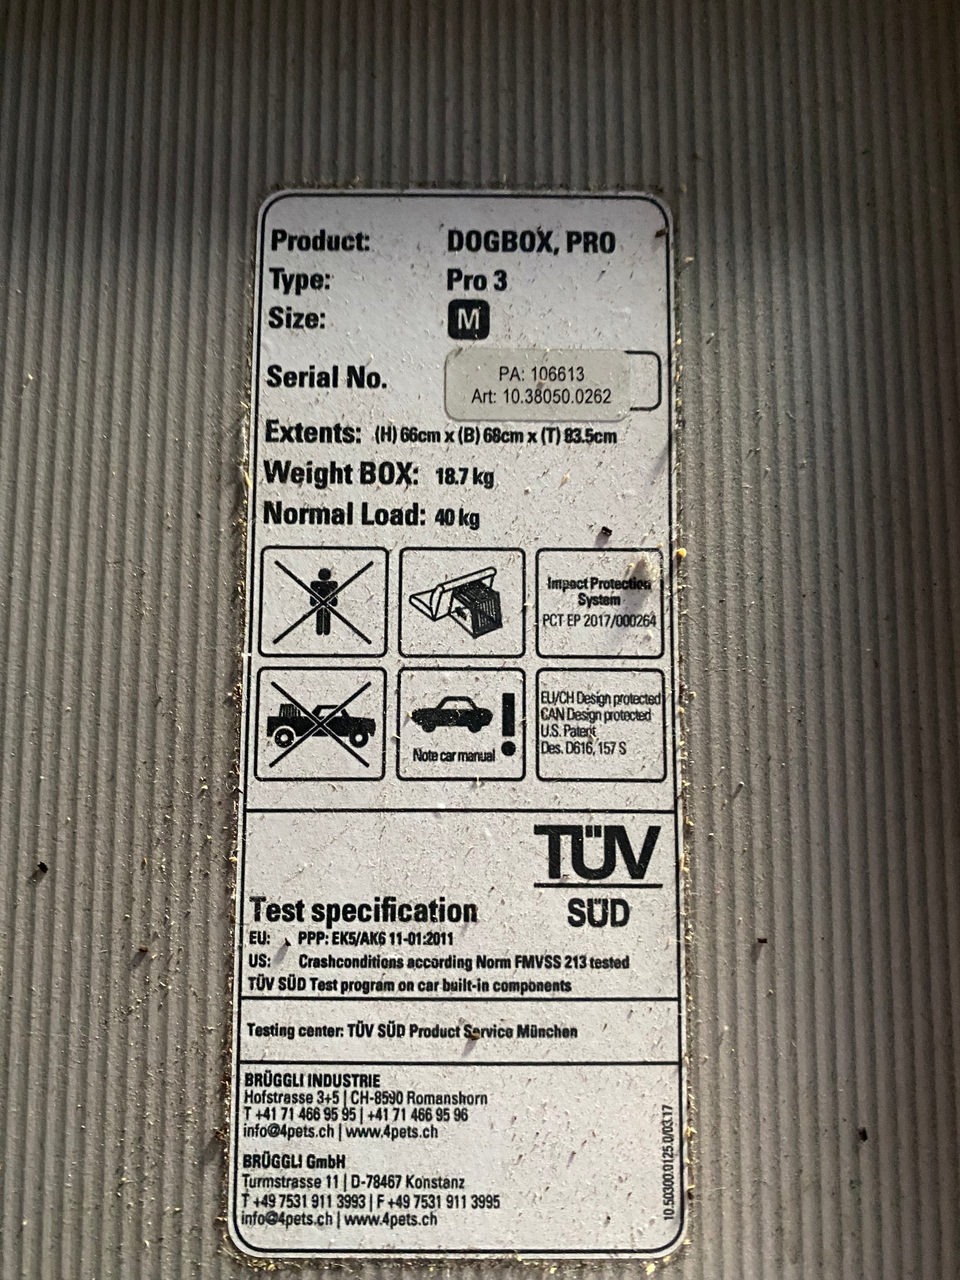 Product: DOGBOX, PRO
Type: Pro 3
Size: M
Serial No. PA: 106613
Art: 10.38050.0262
Extents: (H) 66cm x (B) 68cm x (T) 83.5cm
Weight BOX: 18.7 kg
Normal Load: 40 kg
Impact Protection
System
PCT EP 2017/000264
Note car manual !
EU/CH Design protected
CAN Design protected
U.S. Patent
Des. D616, 157 S
TÜV
SÜD
Test specification
EU: PPP: EK5/AK6 11-01:2011
US: Crashconditions according Norm FMVSS 213 tested
TÜV SÜD Test program on car built-in components
Testing center: TÜV SÜD Product Service München
BRÜGGLI INDUSTRIE
Hofstrasse 3+5 | CH-8590 Romanshorn
T +41 71 466 95 95 | +41 71 466 95 96
info@4pets.ch | www.4pets.ch
BRÜGGLI GmbH
Turmstrasse 11 | D-78467 Konstanz
T +49 7531 911 3993 | F +49 7531 911 3995
info@4pets.ch | www.4pets.ch
10.50300.0125.0/03.17